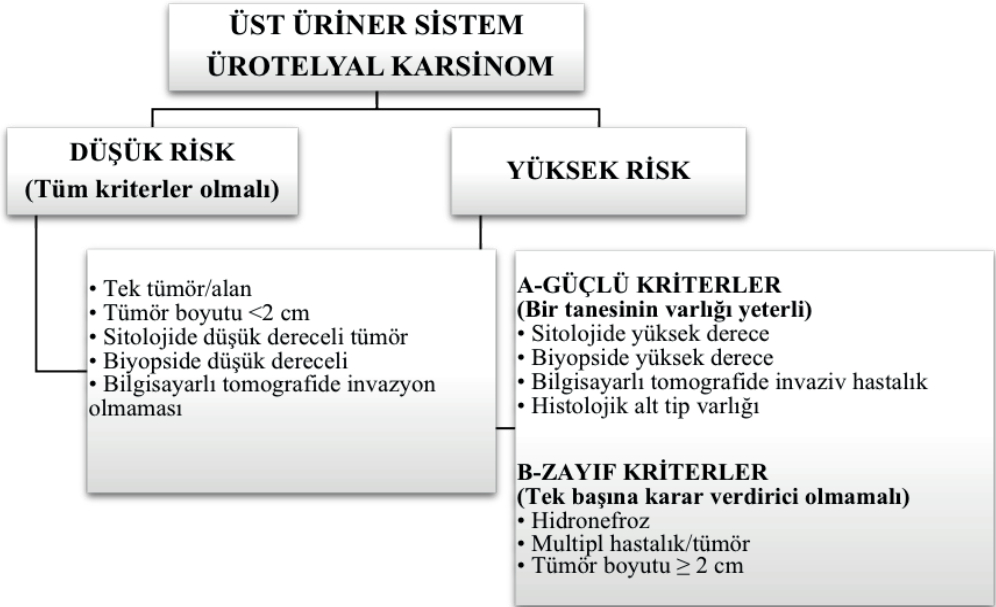 ÜST ÜRİNER SİSTEM
ÜROTELYAL KARSİNOM
DÜŞÜK RİSK
(Tüm kriterler olmalı)
YÜKSEK RİSK
• Tek tümör/alan
• Tümör boyutu <2 cm
• Sitolojide düşük dereceli tümör
• Biyopside düşük dereceli
• Bilgisayarlı tomografide invazyon
olmaması
A-GÜÇLÜ KRİTERLER
(Bir tanesinin varlığı yeterli)
• Sitolojide yüksek derece
• Biyopside yüksek derece
• Bilgisayarlı tomografide invaziv hastalık
• Histolojik alt tip varlığı
B-ZAYIF KRİTERLER
(Tek başına karar verdirici olmamalı)
• Hidronefroz
• Multipl hastalık/tümör
• Tümör boyutu ≥ 2 cm